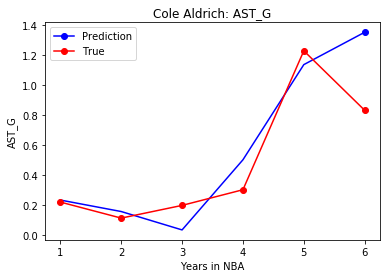 Cole Aldrich: AST_G
Prediction
True
AST_G
1.4
1.2
1.0
0.8
0.6
0.4
0.2
0.0
1 2 3 4 5 6
Years in NBA